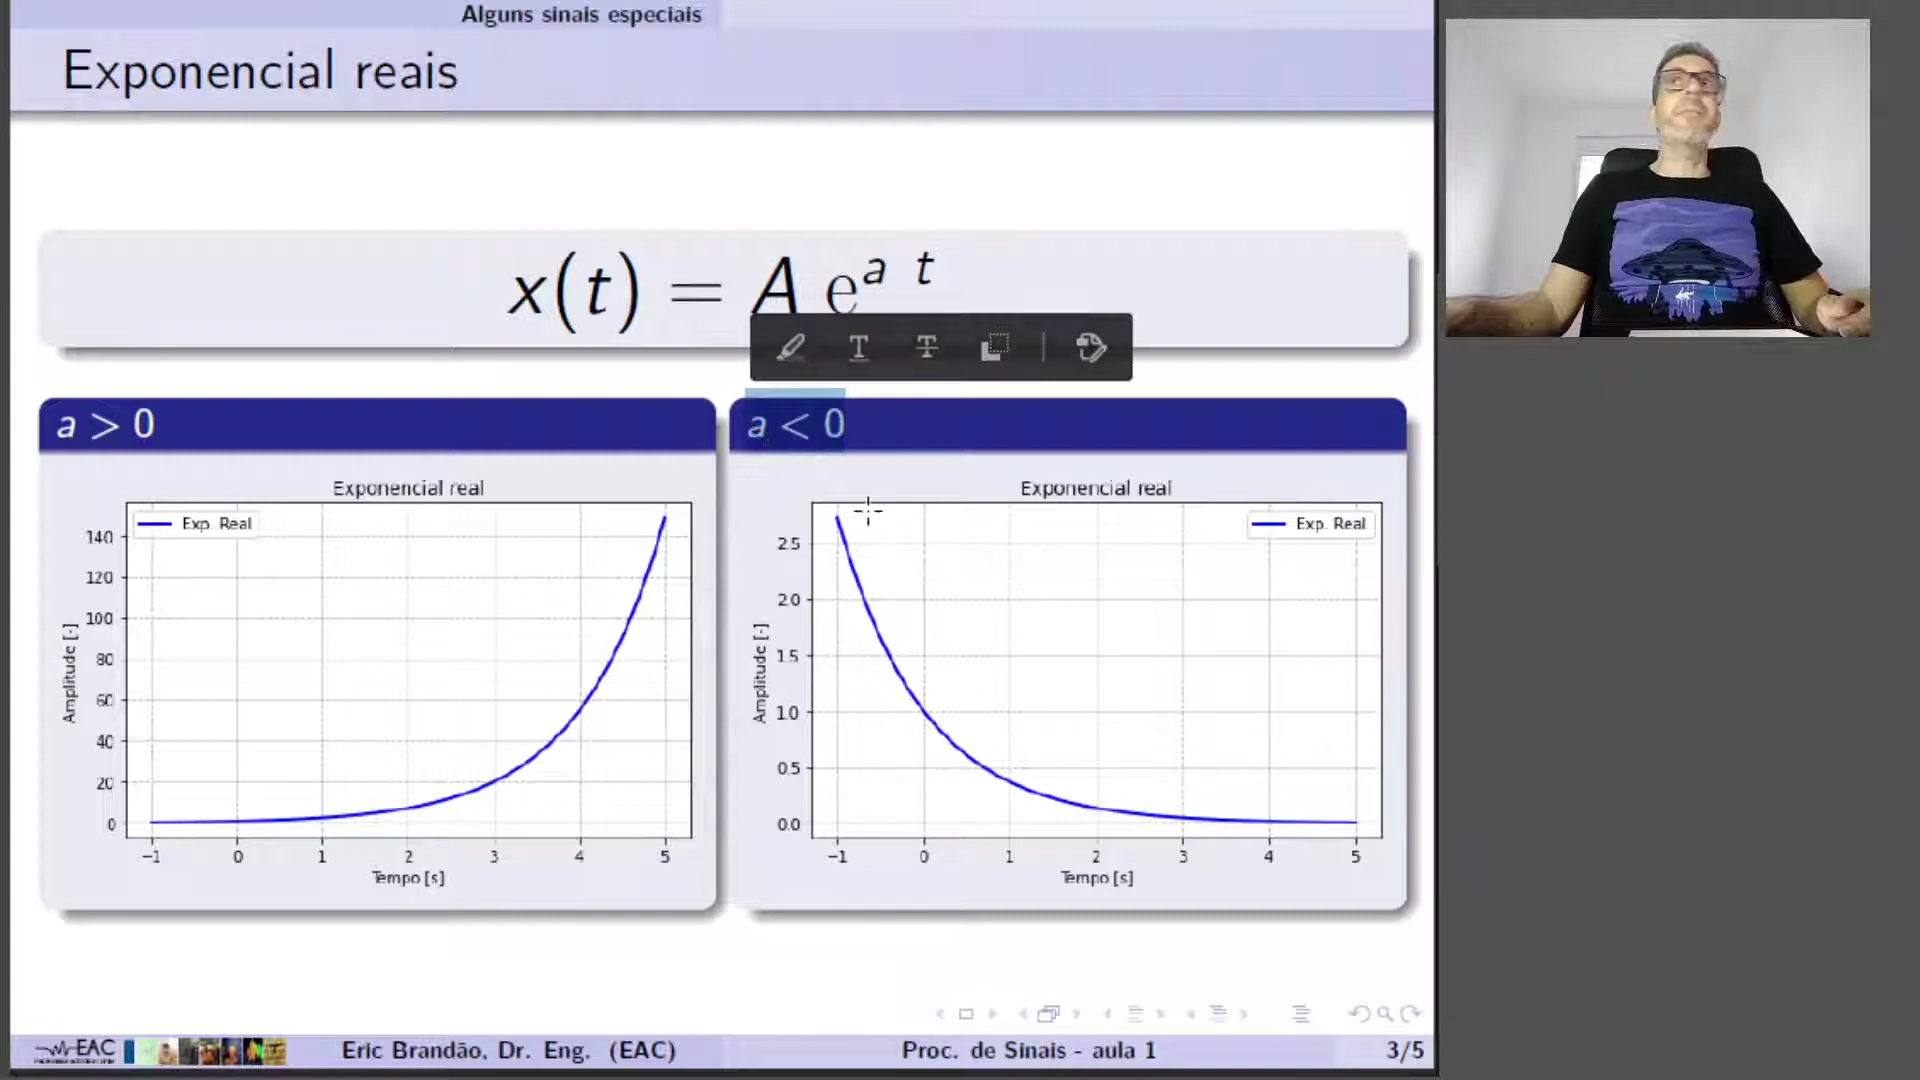 Alguns sinais especiais
Exponencial reais
x(t) = A e^{a t}
a > 0
Exponencial real
Exp. Real
140
120
100
80
60
40
20
0
Amplitude [-]
−1 0 1 2 3 4 5
Tempo [s]
a < 0
Exponencial real
Exp. Real
2.5
2.0
1.5
1.0
0.5
0.0
Amplitude [-]
−1 0 1 2 3 4 5
Tempo [s]
EAC
Eric Brandão, Dr. Eng. (EAC)
Proc. de Sinais - aula 1
3/5